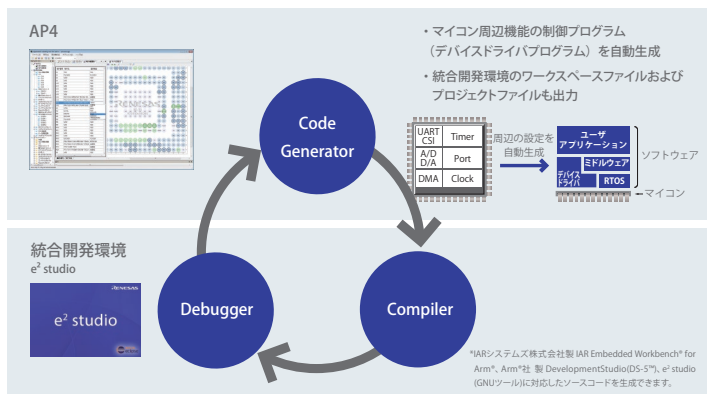 AP4
・マイコン周辺機能の制御プログラム
（デバイスドライバプログラム）を自動生成
・統合開発環境のワークスペースファイルおよび
プロジェクトファイルも出力
Code
Generator
UART
CSI
Timer
A/D
D/A
Port
DMA
Clock
周辺の設定を
自動生成
ユーザ
アプリケーション
ミドルウェア
デバイス
ドライバ
RTOS
ソフトウェア
マイコン
統合開発環境
e² studio
RENESAS
e² studio
Debugger
Compiler
*IARシステムズ株式会社製 IAR Embedded Workbench® for
Arm®、Arm®社 製 DevelopmentStudio(DS-5™)、e² studio
(GNUツール)に対応したソースコードを生成できます。